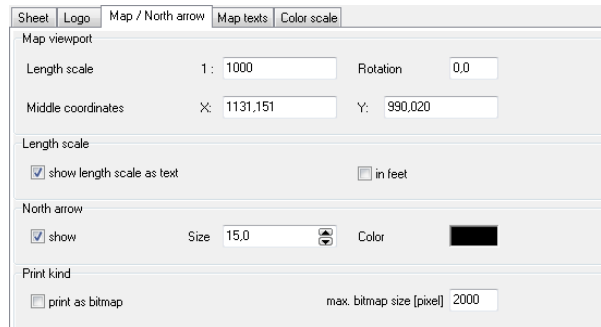 Sheet Logo Map / North arrow Map texts Color scale
Map viewport
Length scale 1 : 1000 Rotation 0,0
Middle coordinates X: 1131,151 Y: 990,020
Length scale
show length scale as text in feet
North arrow
show Size 15,0 Color
Print kind
print as bitmap max. bitmap size [pixel] 2000